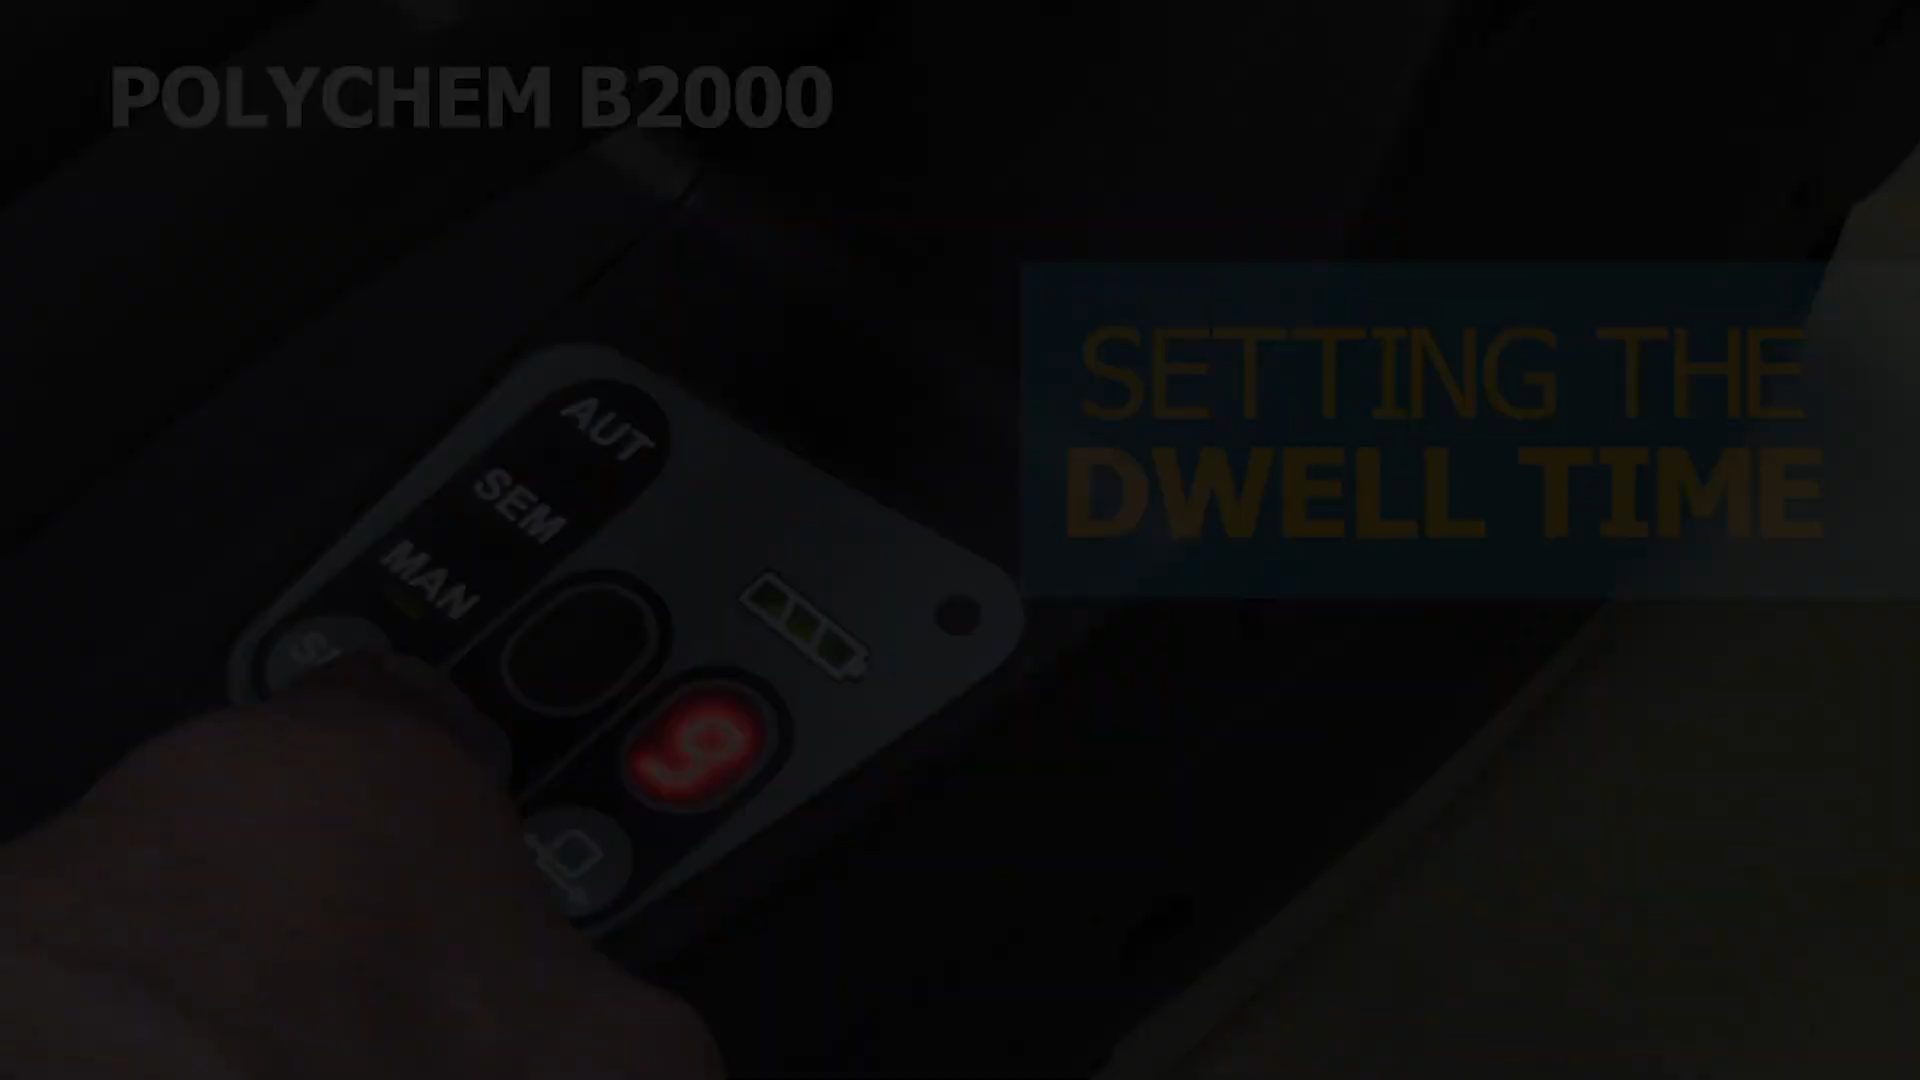 POLYCHEM B2000
SETTING THE
DWELL TIME
AUT
SEM
MAN
9